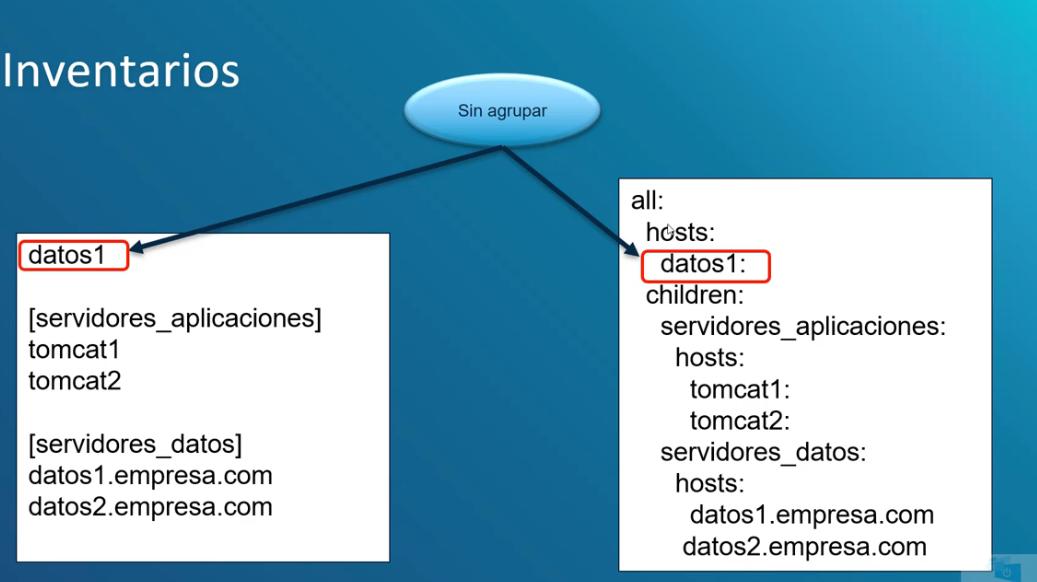 Inventarios
Sin agrupar
datos1
[servidores_aplicaciones]
tomcat1
tomcat2
[servidores_datos]
datos1.empresa.com
datos2.empresa.com
all:
hosts:
datos1:
children:
servidores_aplicaciones:
hosts:
tomcat1:
tomcat2:
servidores_datos:
hosts:
datos1.empresa.com
datos2.empresa.com